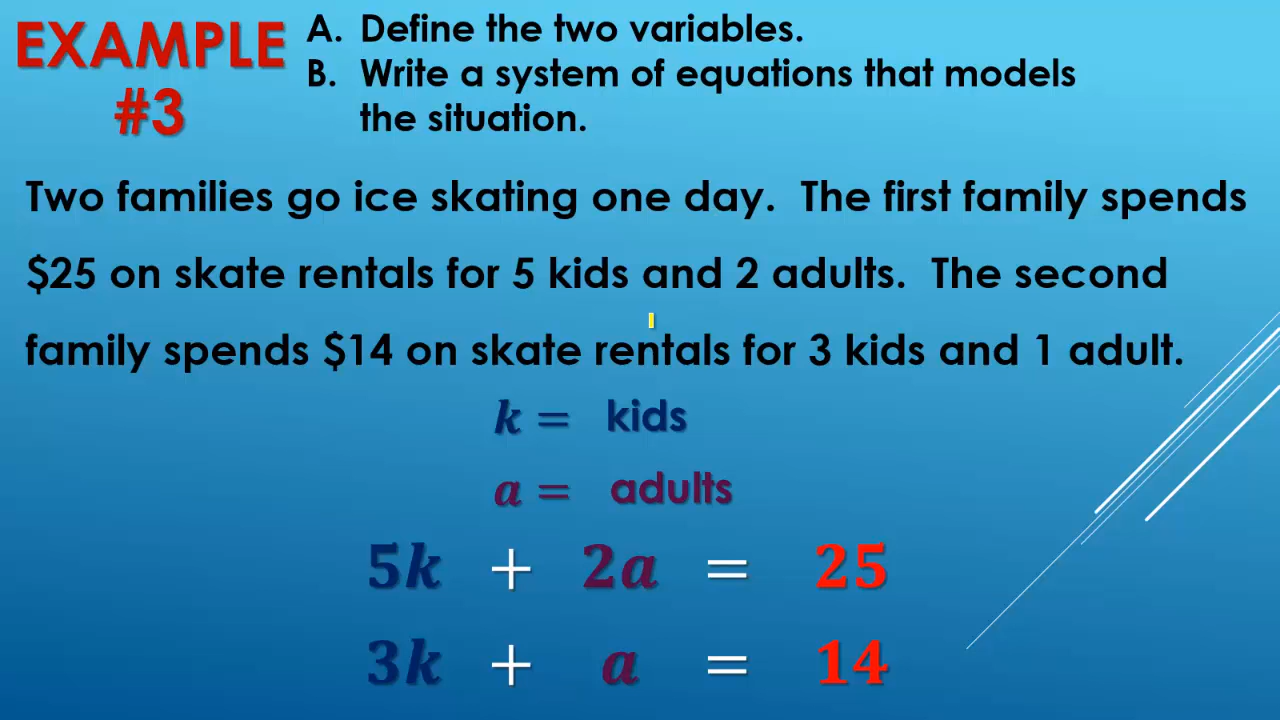 EXAMPLE
#3
A. Define the two variables.
B. Write a system of equations that models
the situation.
Two families go ice skating one day. The first family spends
$25 on skate rentals for 5 kids and 2 adults. The second
family spends $14 on skate rentals for 3 kids and 1 adult.
k = kids
a = adults
5k + 2a = 25
3k + a = 14